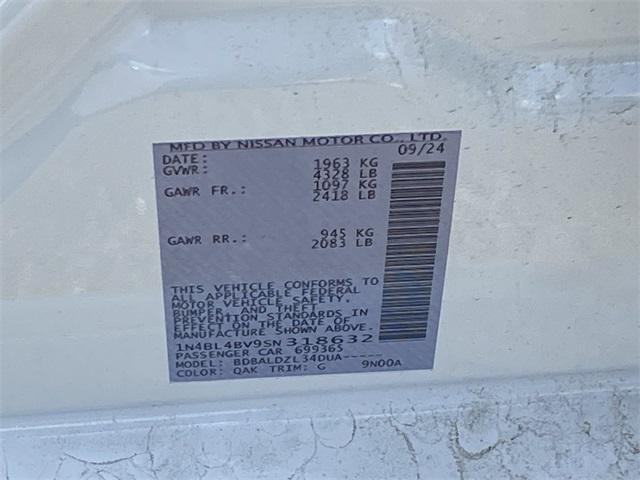 MFD BY NISSAN MOTOR CO., LTD.
DATE: 09/24
GVWR: 1963 KG
4328 LB
GAWR FR.: 1097 KG
2418 LB
GAWR RR.: 945 KG
2083 LB
THIS VEHICLE CONFORMS TO
ALL APPLICABLE FEDERAL
MOTOR VEHICLE SAFETY,
BUMPER, AND THEFT
PREVENTION STANDARDS IN
EFFECT ON THE DATE OF
MANUFACTURE SHOWN ABOVE.
1N4BL4BV9SN318632
PASSENGER CAR 699365
MODEL: BDBALDZL34DUA-----
COLOR: QAK TRIM: G 9N00A